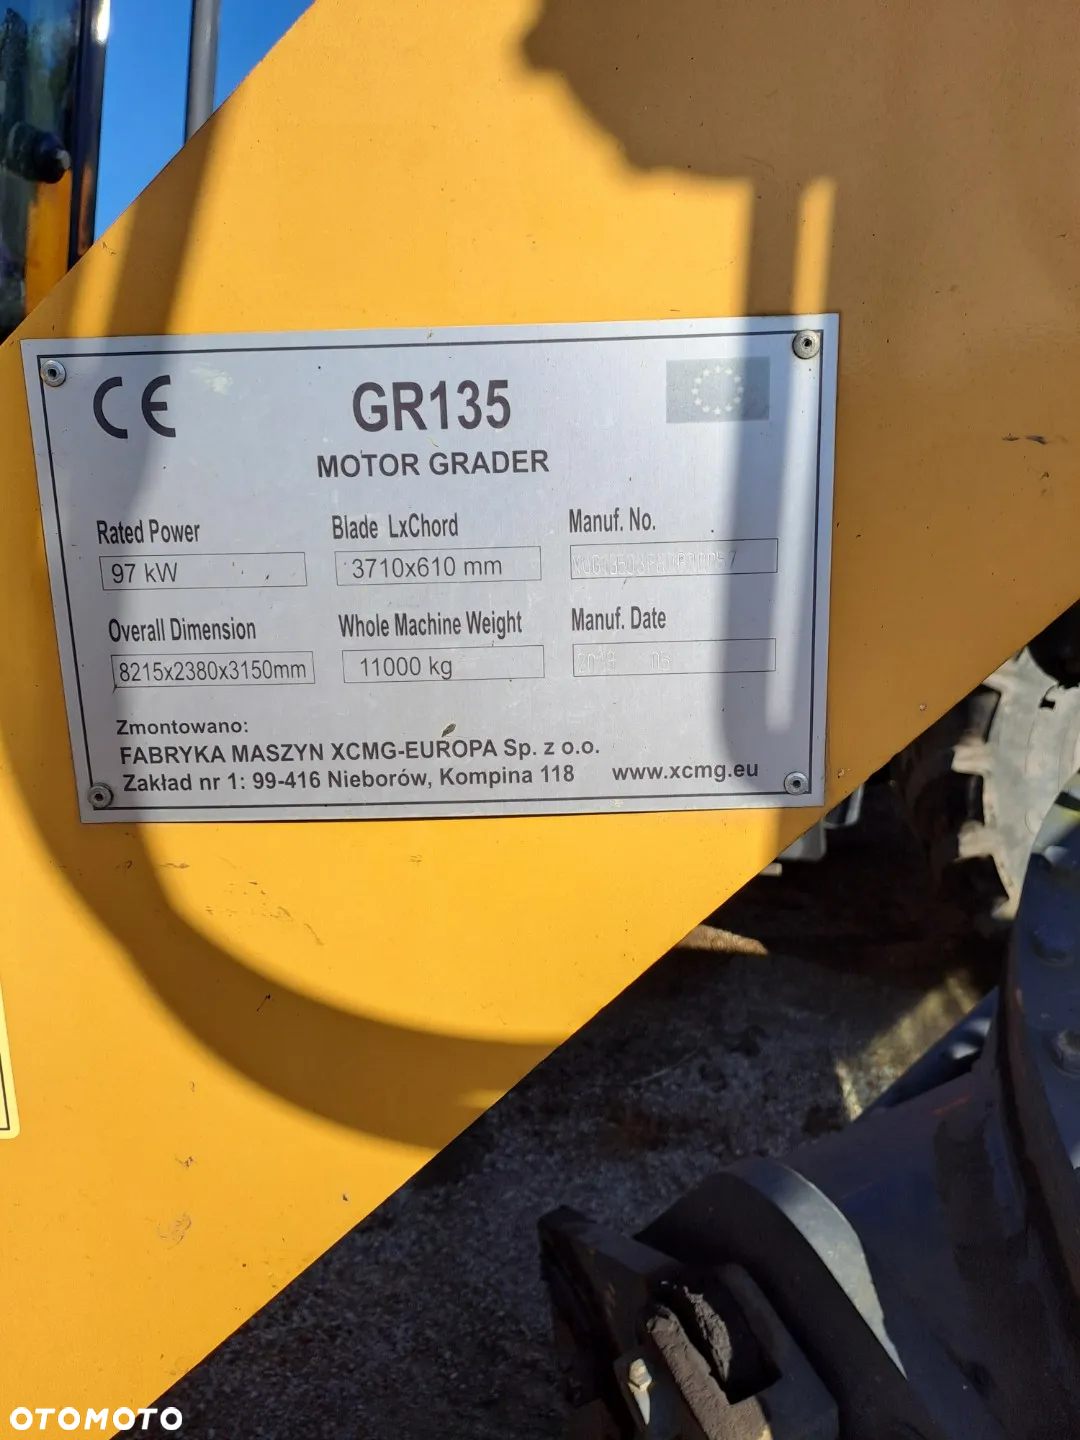 CE
GR135
MOTOR GRADER
Rated Power Blade LxChord Manuf. No.
97 kW 3710x610 mm
Overall Dimension Whole Machine Weight Manuf. Date
8215x2380x3150mm 11000 kg 2018 06
Zmontowano:
FABRYKA MASZYN XCMG-EUROPA Sp. z o.o.
Zakład nr 1: 99-416 Nieborów, Kompina 118 www.xcmg.eu
OTOMOTO